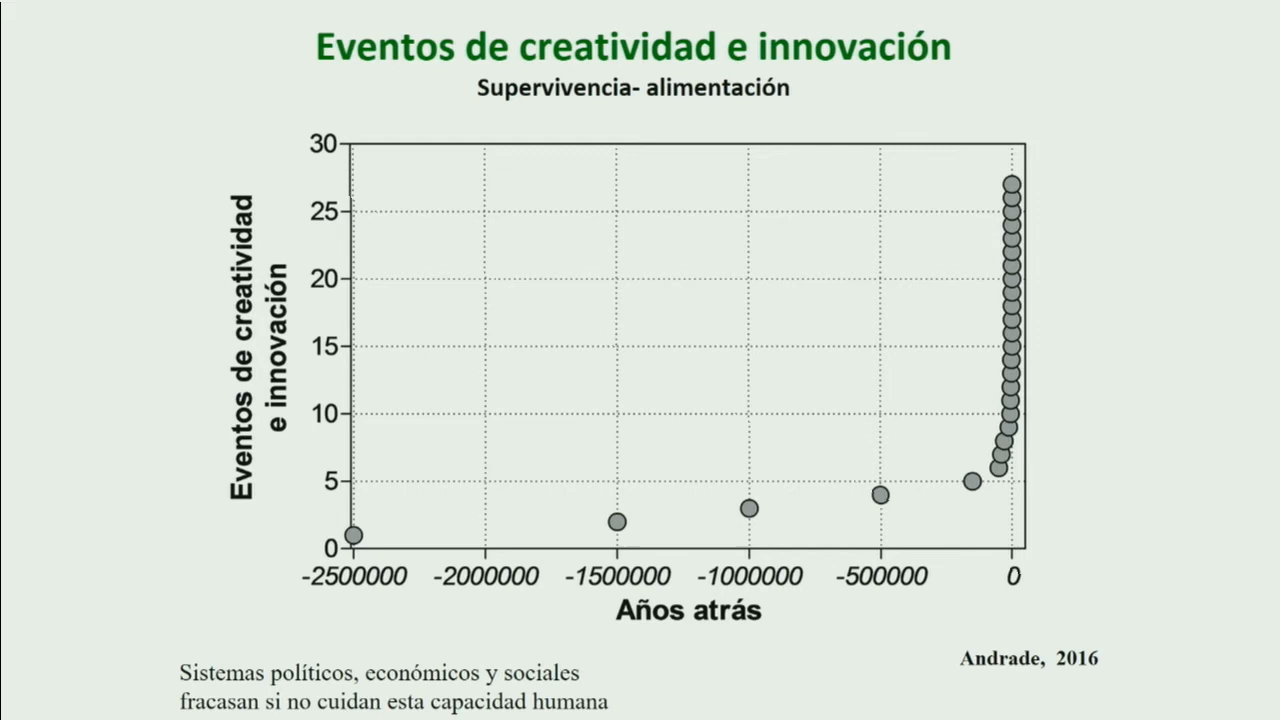 Eventos de creatividad e innovación
Supervivencia- alimentación
30
25
20
15
10
5
0
Eventos de creatividad
e innovación
-2500000 -2000000 -1500000 -1000000 -500000 0
Años atrás
Andrade, 2016
Sistemas políticos, económicos y sociales
fracasan si no cuidan esta capacidad humana